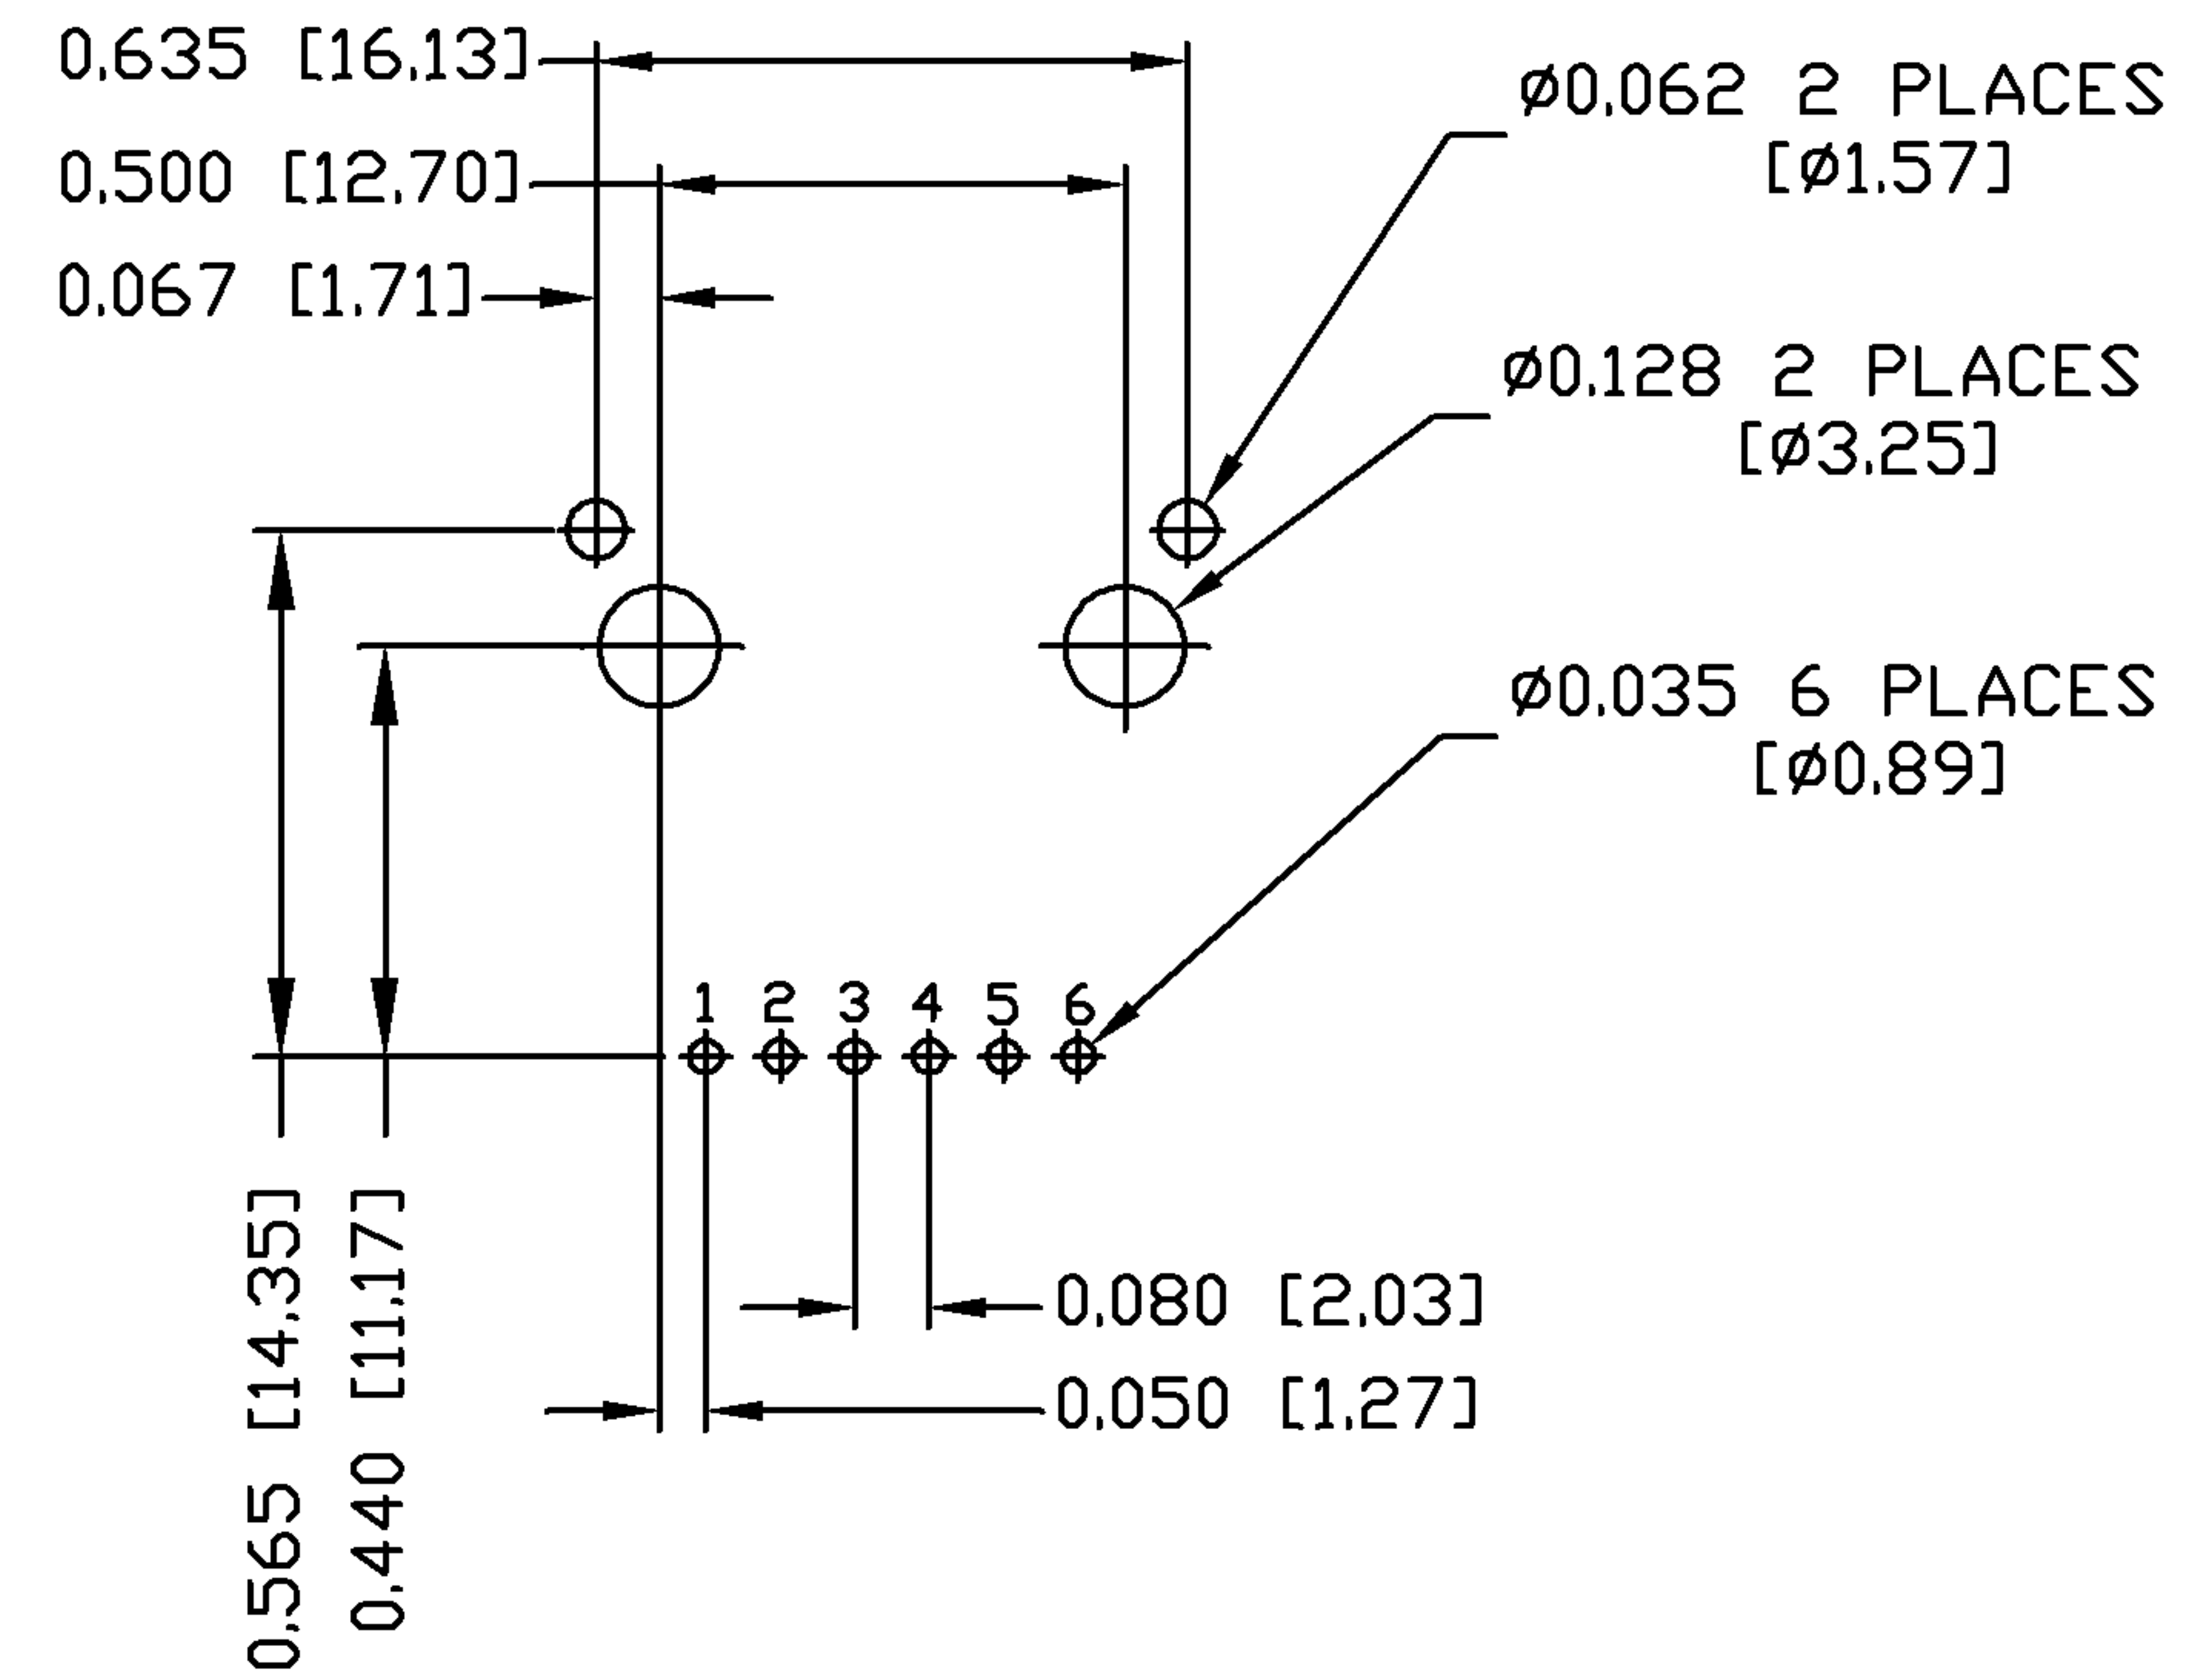 0.635 [16.13]
Ø0.062 2 PLACES
[Ø1.57]
0.500 [12.70]
0.067 [1.71]
Ø0.128 2 PLACES
[Ø3.25]
Ø0.035 6 PLACES
[Ø0.89]
1 2 3 4 5 6
0.565 [14.35]
0.440 [11.17]
0.080 [2.03]
0.050 [1.27]